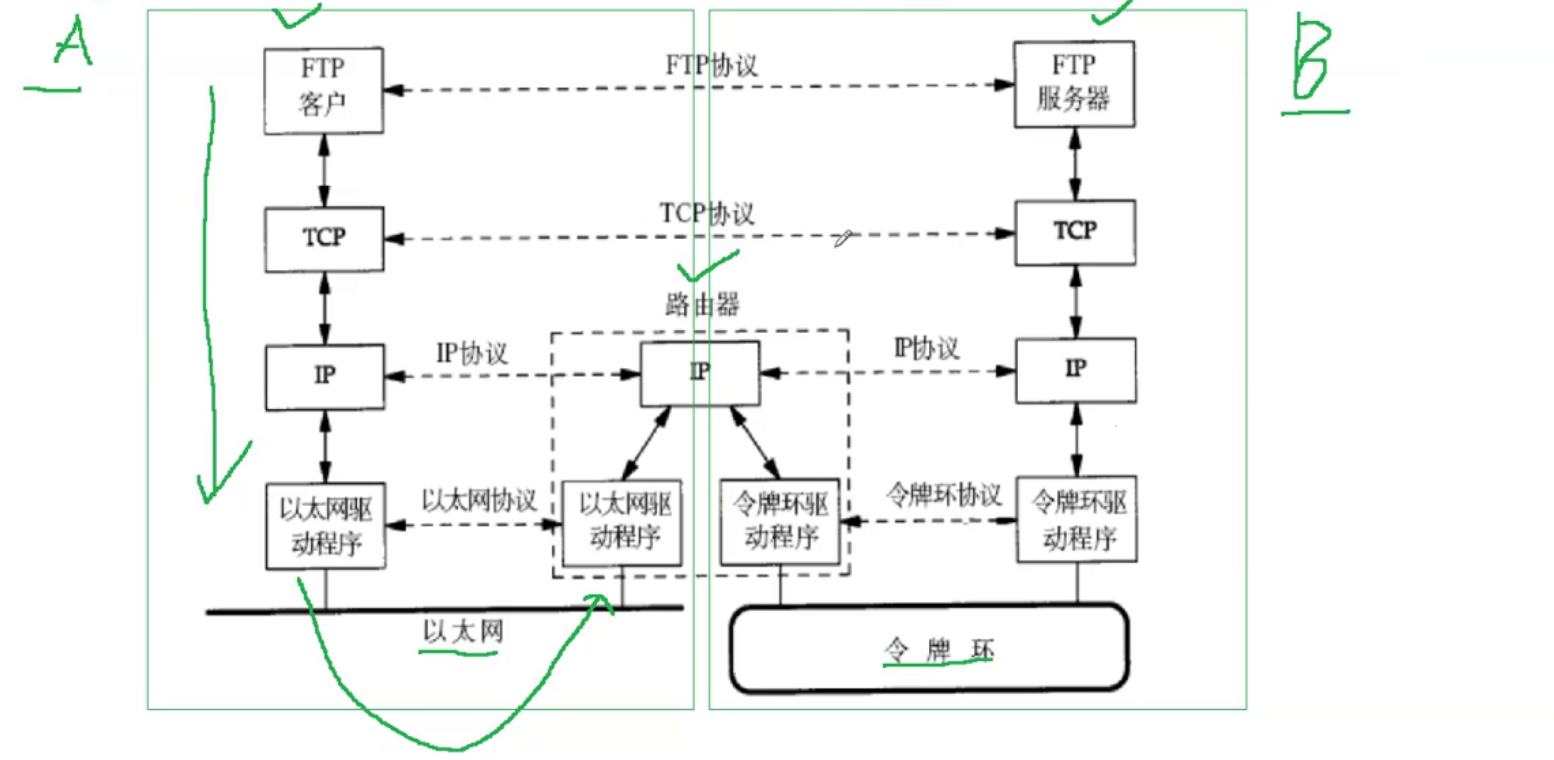 A
B
FTP
客户
FTP协议
FTP
服务器
TCP
TCP协议
TCP
路由器
IP
IP协议
IP
IP协议
IP
以太网驱
动程序
以太网协议
以太网驱
动程序
令牌环驱
动程序
令牌环协议
令牌环驱
动程序
以太网
令牌环